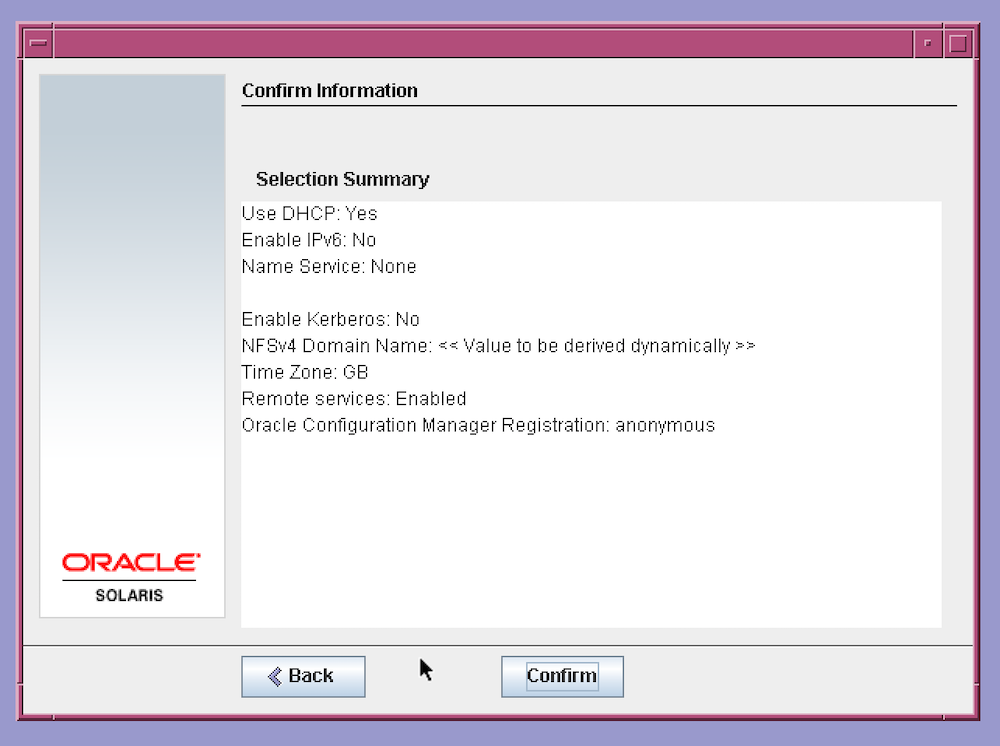 Confirm Information
Selection Summary
Use DHCP: Yes
Enable IPv6: No
Name Service: None
Enable Kerberos: No
NFSv4 Domain Name: << Value to be derived dynamically >>
Time Zone: GB
Remote services: Enabled
Oracle Configuration Manager Registration: anonymous
ORACLE
SOLARIS
Back
Confirm